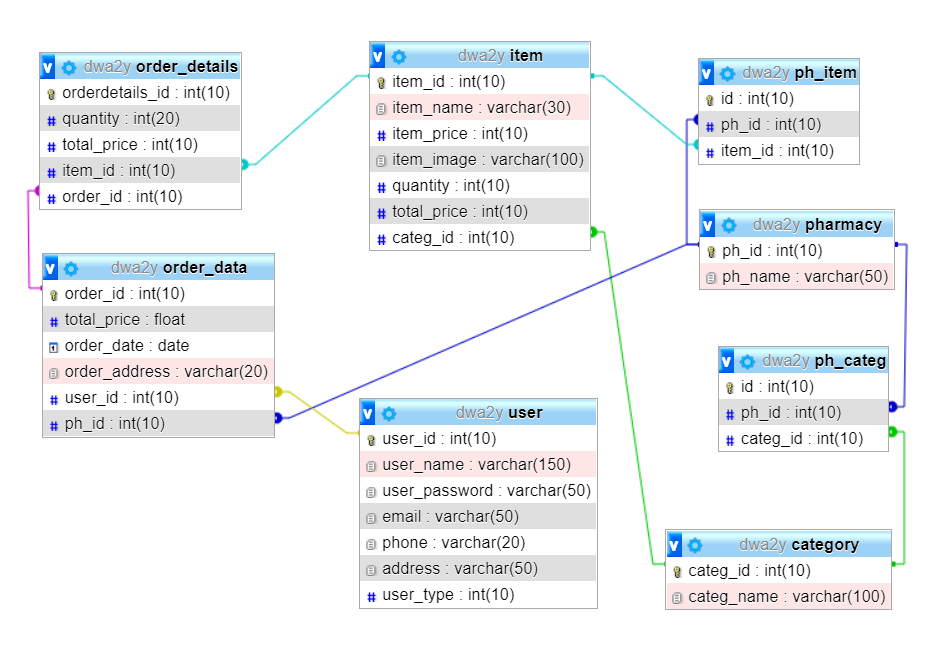 dwa2y order_details
orderdetails_id : int(10)
quantity : int(20)
total_price : int(10)
item_id : int(10)
order_id : int(10)
dwa2y item
item_id : int(10)
item_name : varchar(30)
item_price : int(10)
item_image : varchar(100)
quantity : int(10)
total_price : int(10)
categ_id : int(10)
dwa2y ph_item
id : int(10)
ph_id : int(10)
item_id : int(10)
dwa2y pharmacy
ph_id : int(10)
ph_name : varchar(50)
dwa2y order_data
order_id : int(10)
total_price : float
order_date : date
order_address : varchar(20)
user_id : int(10)
ph_id : int(10)
dwa2y user
user_id : int(10)
user_name : varchar(150)
user_password : varchar(50)
email : varchar(50)
phone : varchar(20)
address : varchar(50)
user_type : int(10)
dwa2y ph_categ
id : int(10)
ph_id : int(10)
categ_id : int(10)
dwa2y category
categ_id : int(10)
categ_name : varchar(100)